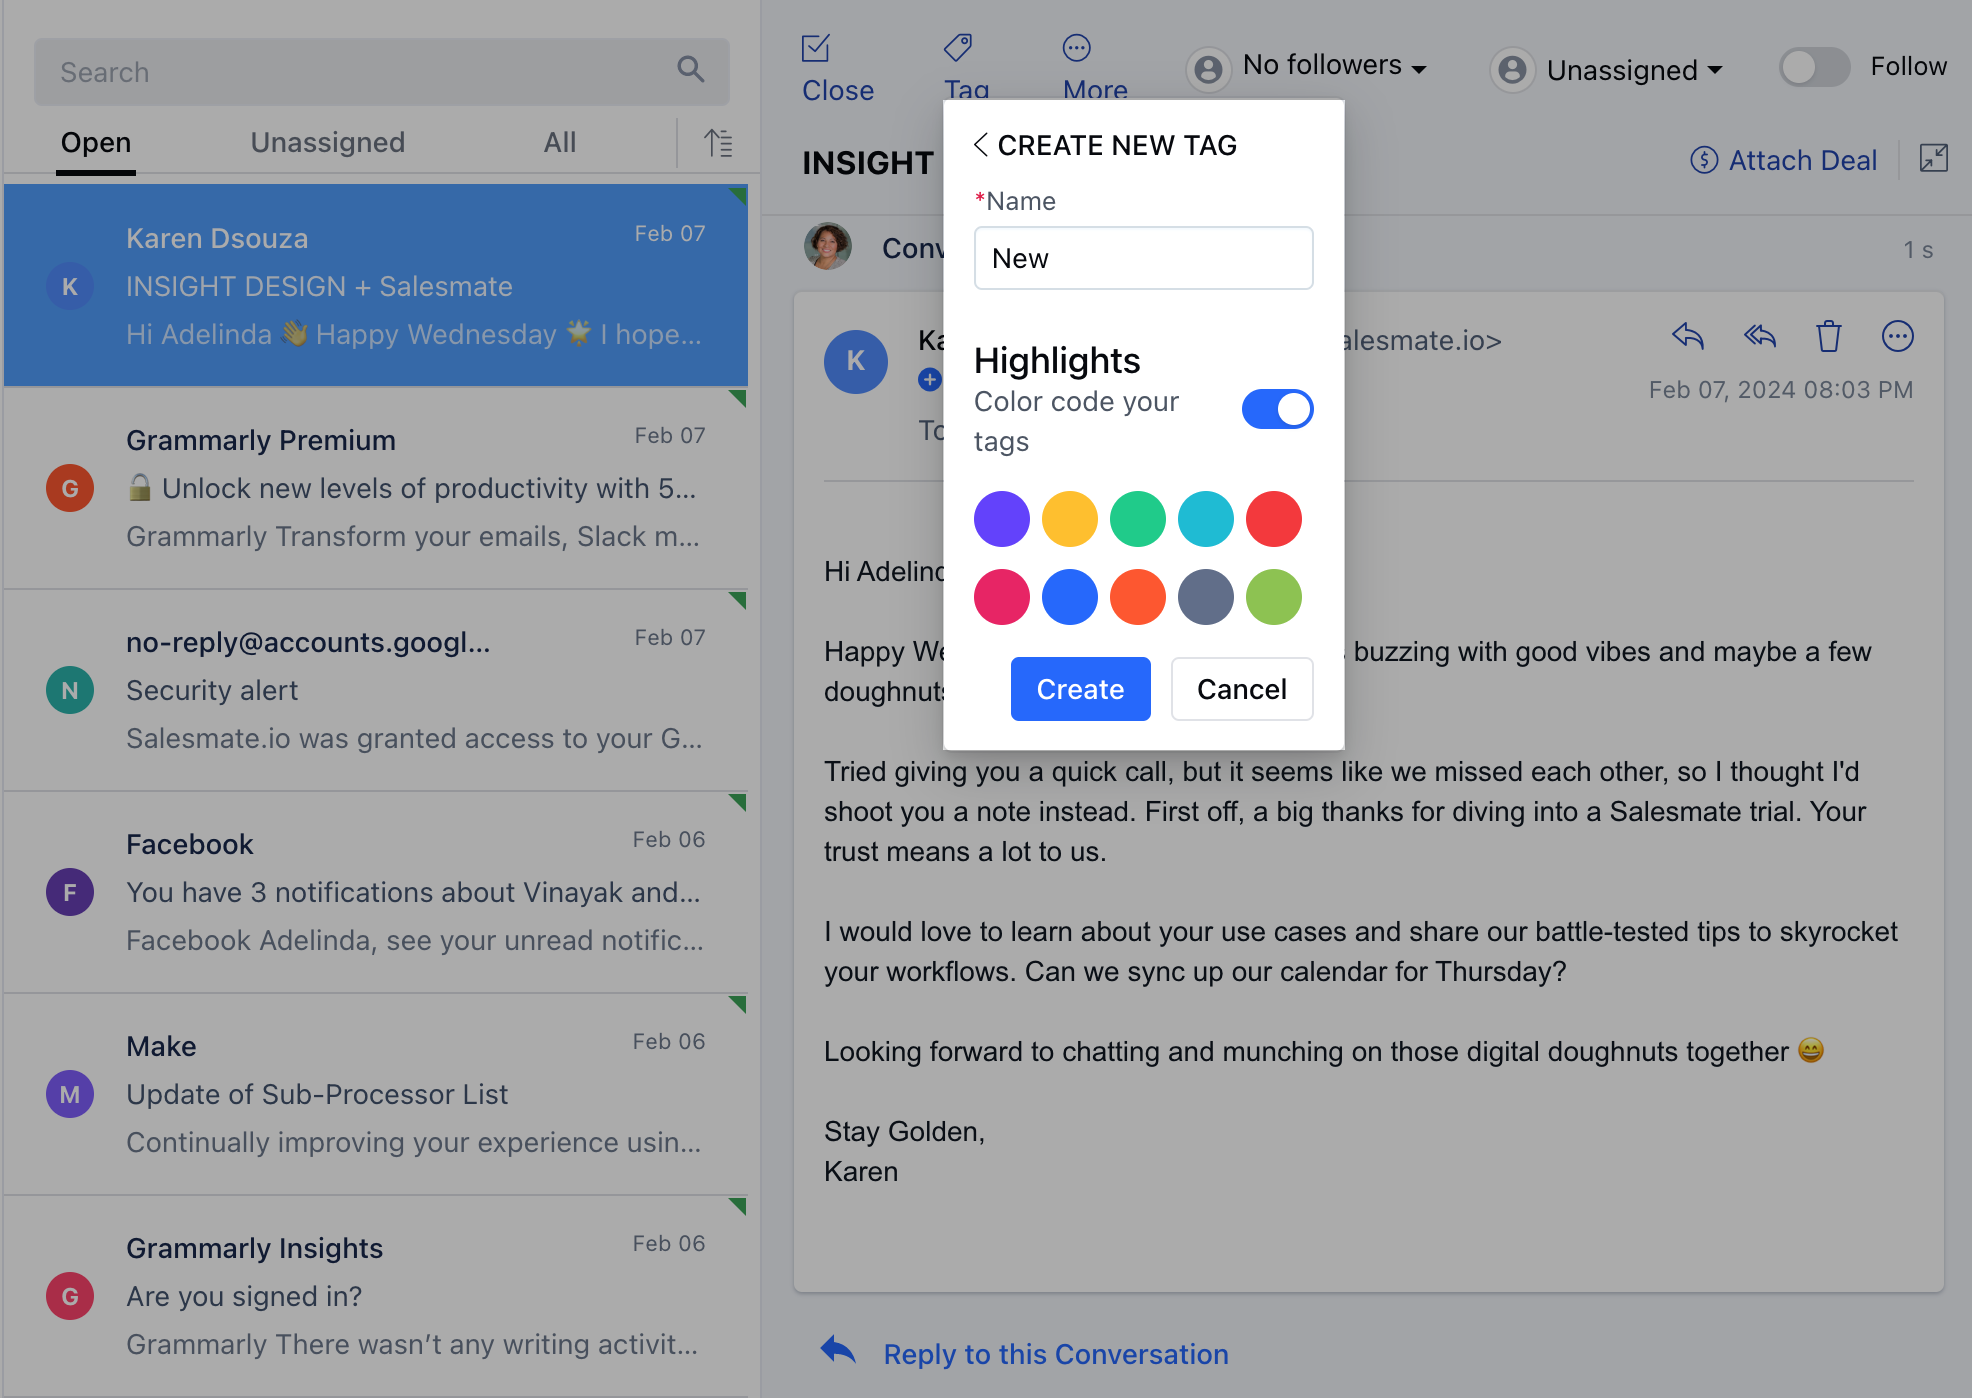 Search
Open
Unassigned
All
Karen Dsouza
Feb 07
K
INSIGHT DESIGN + Salesmate
Hi Adelinda 👋 Happy Wednesday 🌟 I hope...
Grammarly Premium
Feb 07
G
🔒 Unlock new levels of productivity with 5...
Grammarly Transform your emails, Slack m...
no-reply@accounts.googl...
Feb 07
N
Security alert
Salesmate.io was granted access to your G...
Facebook
Feb 06
F
You have 3 notifications about Vinayak and...
Facebook Adelinda, see your unread notific...
Make
Feb 06
M
Update of Sub-Processor List
Continually improving your experience usin...
Grammarly Insights
Feb 06
G
Are you signed in?
Grammarly There wasn’t any writing activit...
Close
Tag
More
No followers
Unassigned
Follow
INSIGHT
Attach Deal
Conv
1 s
K
Ka
alesmate.io>
Feb 07, 2024 08:03 PM
To
CREATE NEW TAG
*Name
New
Highlights
Color code your
tags
Create
Cancel
Hi Adelind
Happy We
buzzing with good vibes and maybe a few
doughnuts
Tried giving you a quick call, but it seems like we missed each other, so I thought I'd
shoot you a note instead. First off, a big thanks for diving into a Salesmate trial. Your
trust means a lot to us.
I would love to learn about your use cases and share our battle-tested tips to skyrocket
your workflows. Can we sync up our calendar for Thursday?
Looking forward to chatting and munching on those digital doughnuts together 😄
Stay Golden,
Karen
Reply to this Conversation